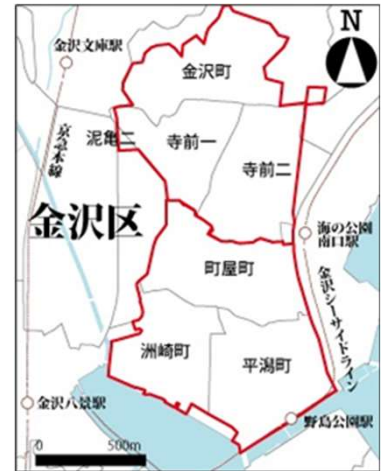 N
金沢文庫駅
金沢町
京急本線
泥亀二
寺前一
寺前二
金沢区
海の公園
南口駅
町屋町
金沢シーサイドライン
洲崎町
平潟町
金沢八景駅
野島公園駅
0
500m